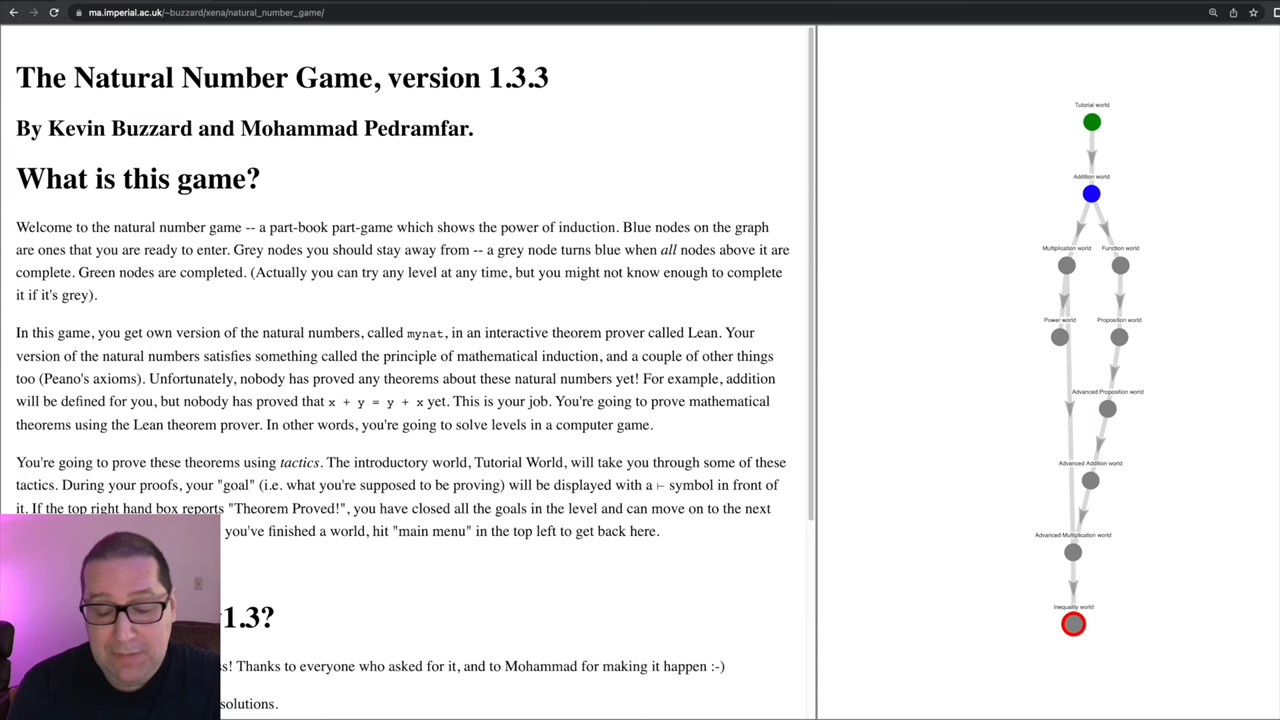 ma.imperial.ac.uk/~buzzard/xena/natural_number_game/
The Natural Number Game, version 1.3.3
By Kevin Buzzard and Mohammad Pedramfar.
What is this game?
Welcome to the natural number game -- a part-book part-game which shows the power of induction. Blue nodes on the graph
are ones that you are ready to enter. Grey nodes you should stay away from -- a grey node turns blue when all nodes above it are
complete. Green nodes are completed. (Actually you can try any level at any time, but you might not know enough to complete
it if it's grey).
In this game, you get own version of the natural numbers, called mynat, in an interactive theorem prover called Lean. Your
version of the natural numbers satisfies something called the principle of mathematical induction, and a couple of other things
too (Peano's axioms). Unfortunately, nobody has proved any theorems about these natural numbers yet! For example, addition
will be defined for you, but nobody has proved that x + y = y + x yet. This is your job. You're going to prove mathematical
theorems using the Lean theorem prover. In other words, you're going to solve levels in a computer game.
You're going to prove these theorems using tactics. The introductory world, Tutorial World, will take you through some of these
tactics. During your proofs, your "goal" (i.e. what you're supposed to be proving) will be displayed with a ⊢ symbol in front of
it. If the top right hand box reports "Theorem Proved!", you have closed all the goals in the level and can move on to the next
you've finished a world, hit "main menu" in the top left to get back here.
1.3?
s! Thanks to everyone who asked for it, and to Mohammad for making it happen :-)
solutions.
Tutorial world
Addition world
Multiplication world
Function world
Power world
Proposition world
Advanced Proposition world
Advanced Addition world
Advanced Multiplication world
Inequality world